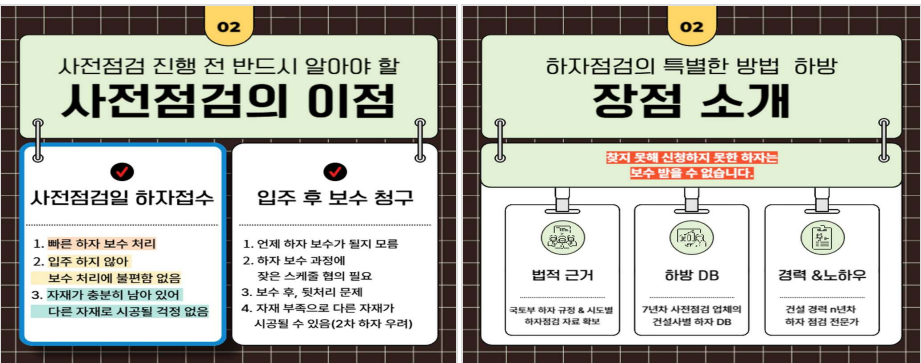 02
사전점검 진행 전 반드시 알아야 할
사전점검의 이점
사전점검일 하자접수
1. 빠른 하자 보수 처리
2. 입주 하지 않아
보수 처리에 불편함 없음
3. 자재가 충분히 남아 있어
다른 자재로 시공될 걱정 없음
입주 후 보수 청구
1. 언제 하자 보수가 될지 모름
2. 하자 보수 과정에
잦은 스케줄 협의 필요
3. 보수 후, 뒷처리 문제
4. 자재 부족으로 다른 자재가
시공될 수 있음(2차 하자 우려)
02
하자점검의 특별한 방법 하방
장점 소개
찾지 못해 신청하지 못한 하자는
보수 받을 수 없습니다.
법적 근거
국토부 하자 규정 & 시도별
하자점검 자료 확보
하방 DB
7년차 사전점검 업체의
건설사별 하자 DB
경력 &노하우
건설 경력 n년차
하자 점검 전문가